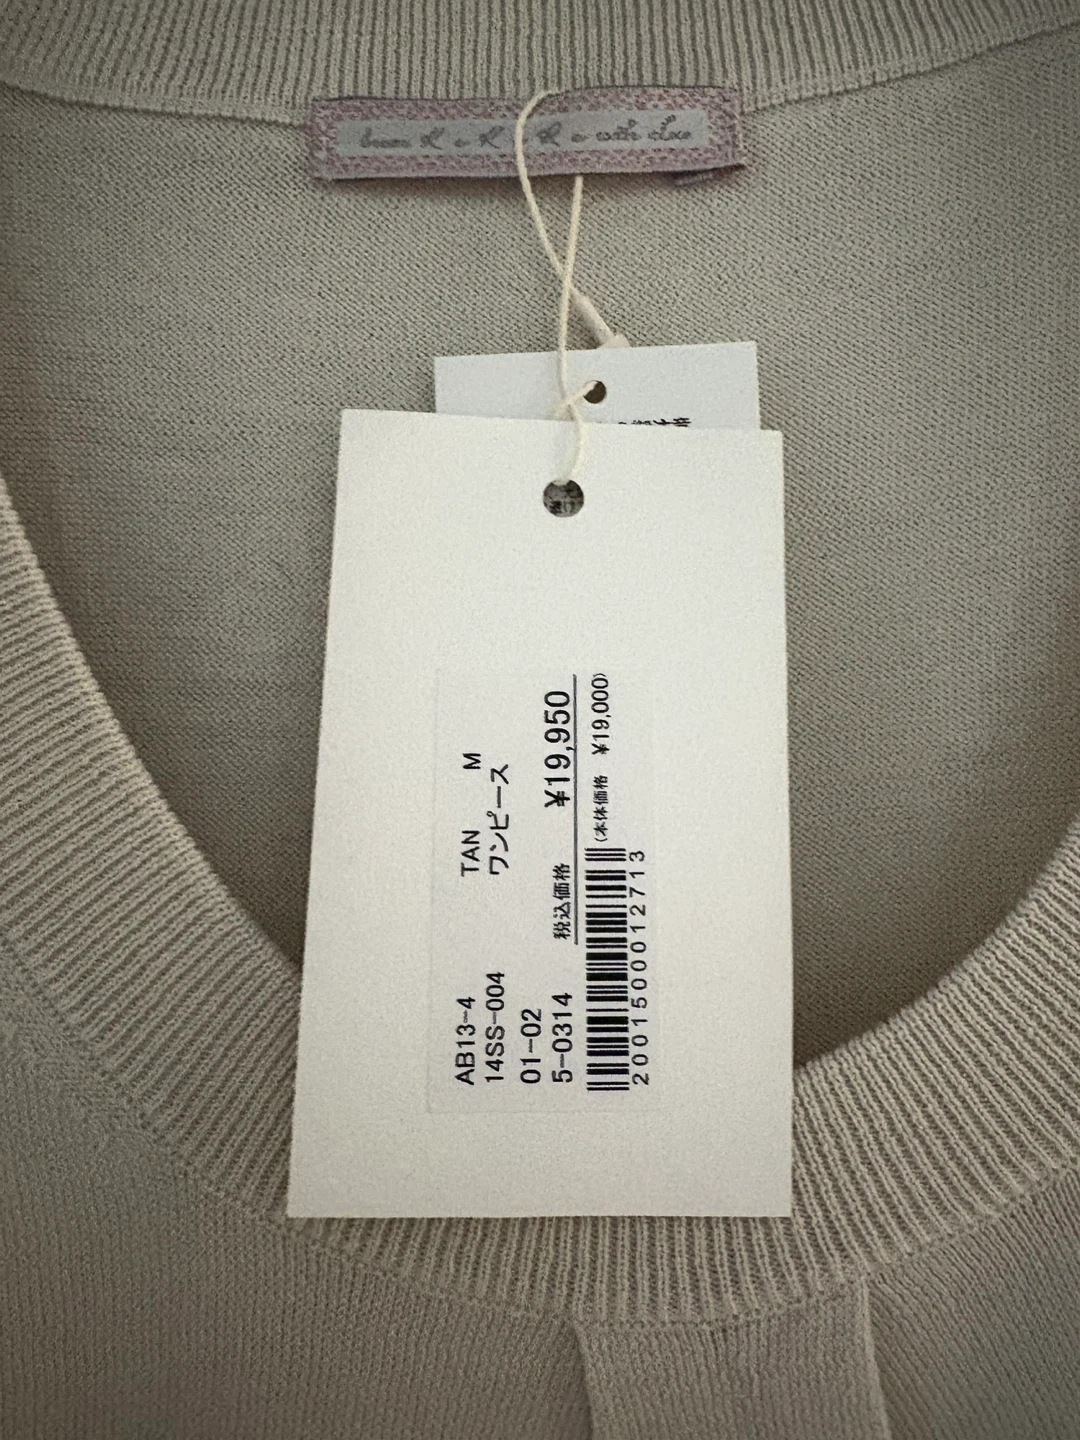 with
AB13-4 TAN M
14SS-004 ワンピース
01-02
5-0314 税込価格 ¥19,950
(本体価格 ¥19,000)
2001500012713